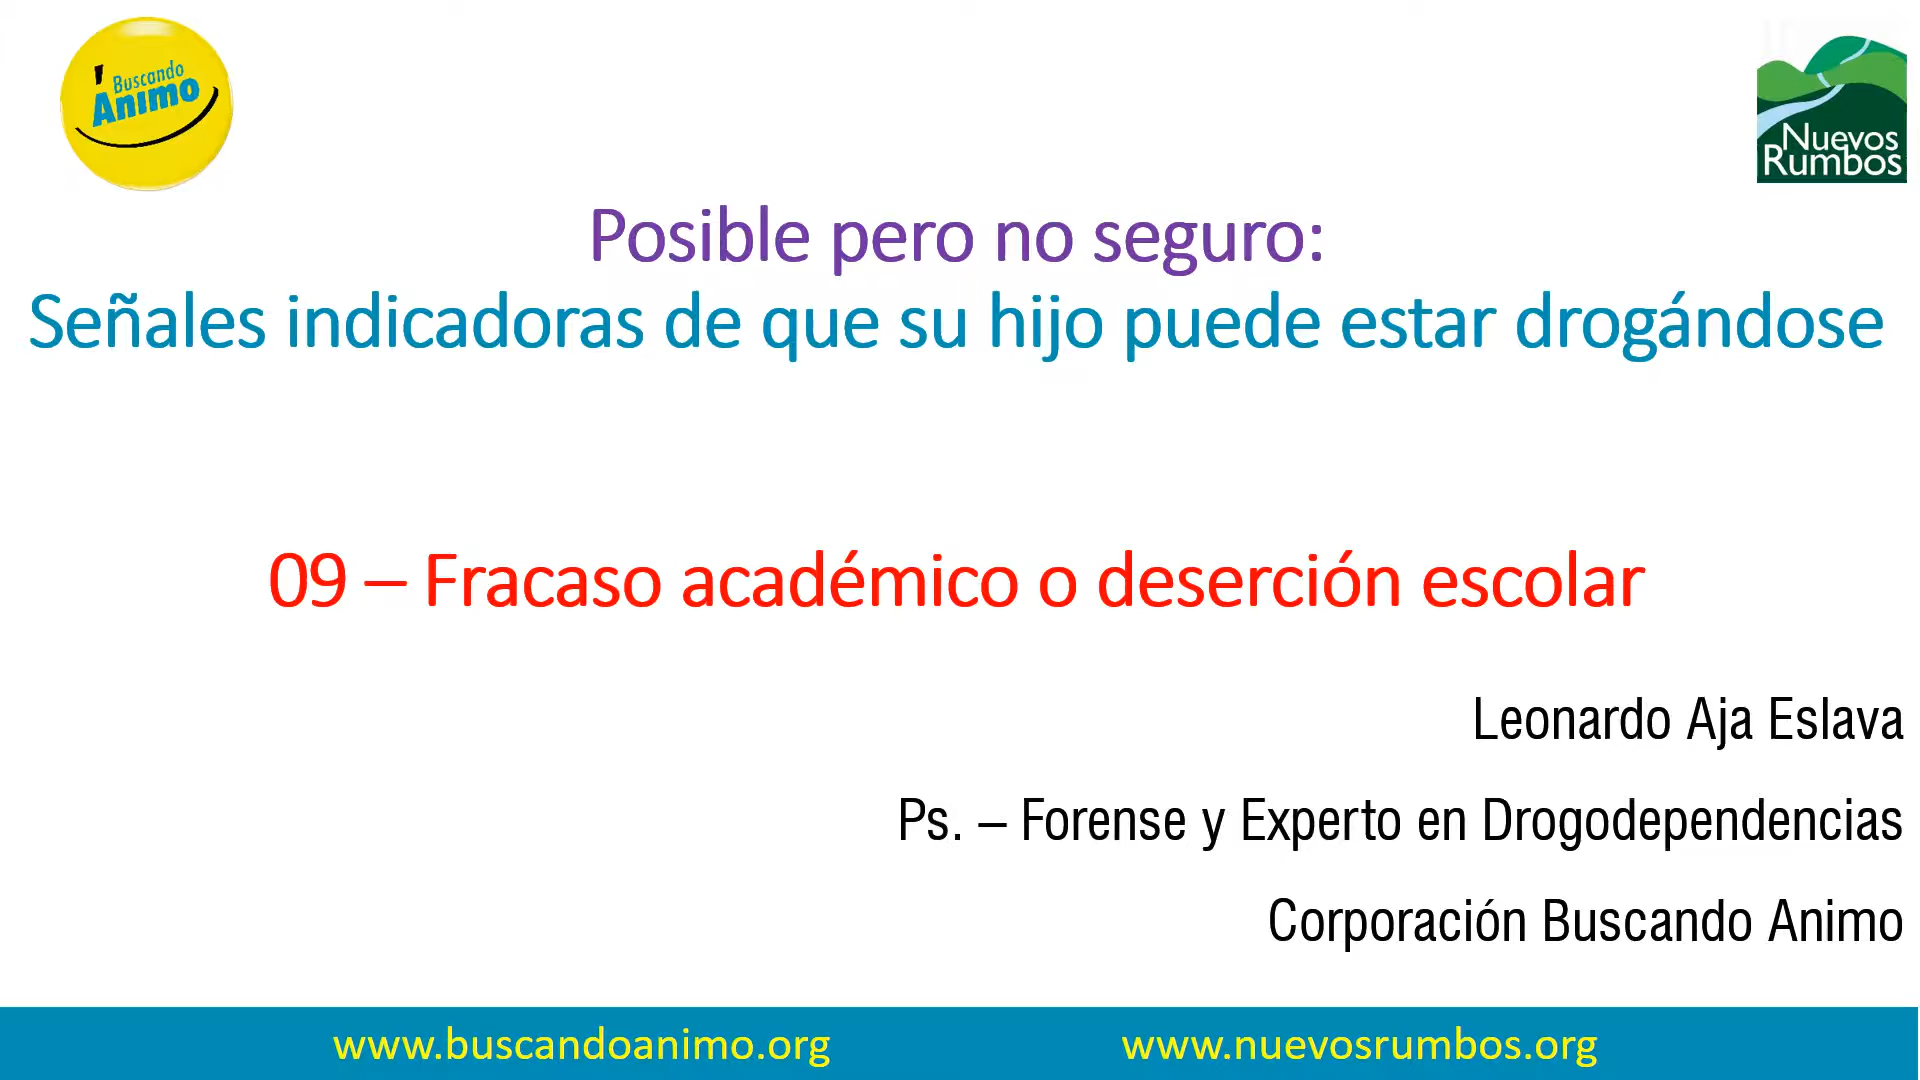 Buscando
Ánimo
Nuevos
Rumbos
Posible pero no seguro:
Señales indicadoras de que su hijo puede estar drogándose
09 – Fracaso académico o deserción escolar
Leonardo Aja Eslava
Ps. – Forense y Experto en Drogodependencias
Corporación Buscando Animo
www.buscandoanimo.org
www.nuevosrumbos.org